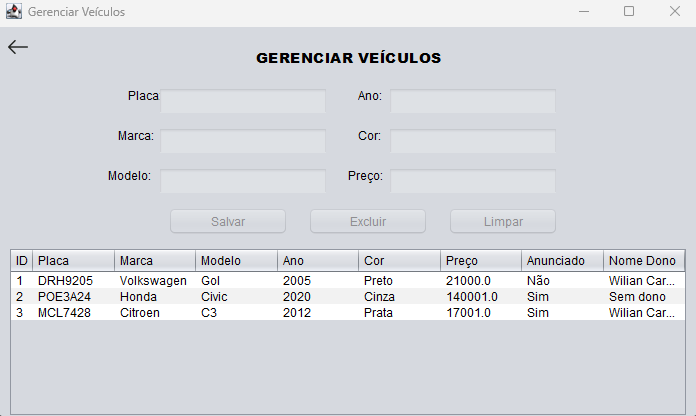 Gerenciar Veículos
GERENCIAR VEÍCULOS
Placa Ano:
Marca: Cor:
Modelo: Preço:
Salvar Excluir Limpar
ID Placa Marca Modelo Ano Cor Preço Anunciado Nome Dono
1 DRH9205 Volkswagen Gol 2005 Preto 21000.0 Não Wilian Car...
2 POE3A24 Honda Civic 2020 Cinza 140001.0 Sim Sem dono
3 MCL7428 Citroen C3 2012 Prata 17001.0 Sim Wilian Car...